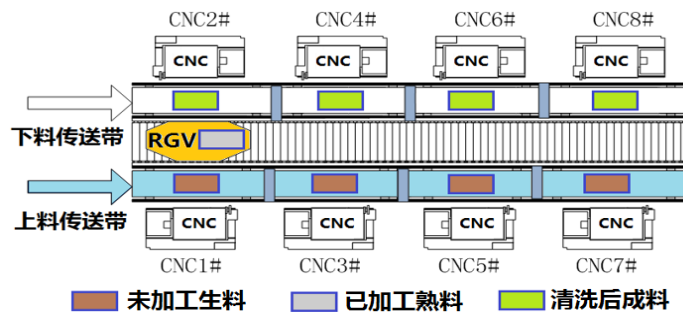 CNC2# CNC4# CNC6# CNC8#
CNC CNC CNC CNC
下料传送带
RGV
上料传送带
CNC CNC CNC CNC
CNC1# CNC3# CNC5# CNC7#
未加工生料 已加工熟料 清洗后成料